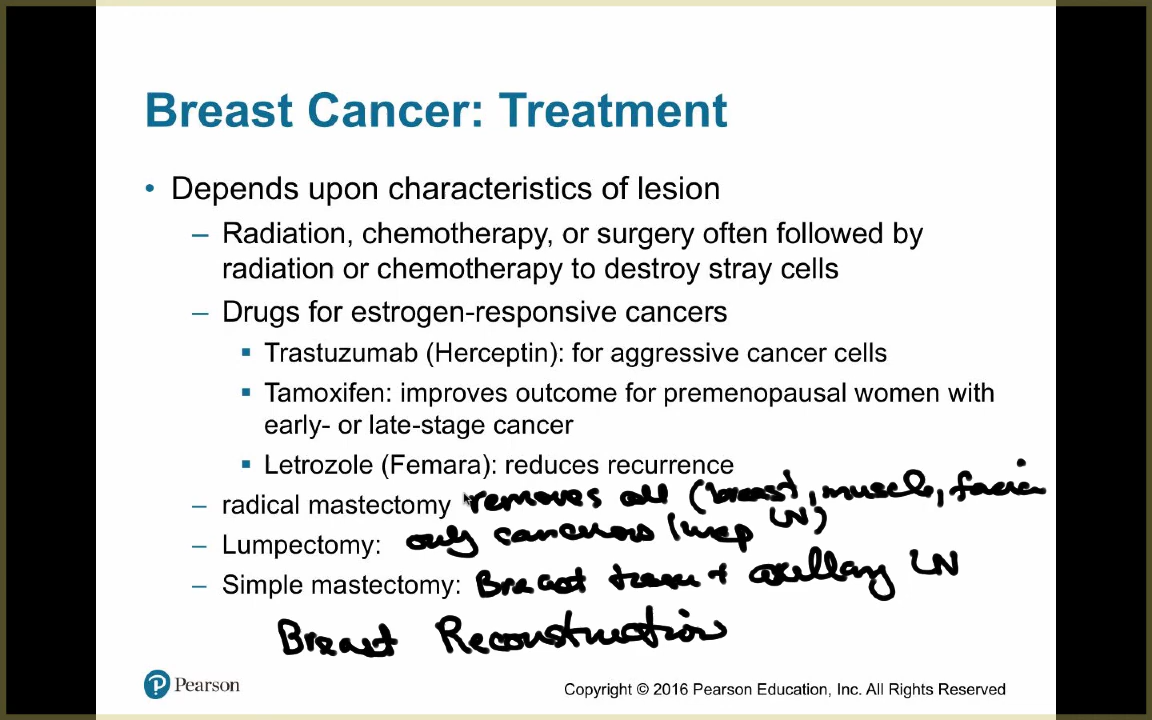 Breast Cancer: Treatment
• Depends upon characteristics of lesion
– Radiation, chemotherapy, or surgery often followed by
radiation or chemotherapy to destroy stray cells
– Drugs for estrogen-responsive cancers
▪ Trastuzumab (Herceptin): for aggressive cancer cells
▪ Tamoxifen: improves outcome for premenopausal women with
early- or late-stage cancer
▪ Letrozole (Femara): reduces recurrence
– radical mastectomy removes all (breast, muscle, facia
LN)
– Lumpectomy: only cancerous lump
– Simple mastectomy: Breast tissue + axillary LN
Breast Reconstruction
Pearson
Copyright © 2016 Pearson Education, Inc. All Rights Reserved